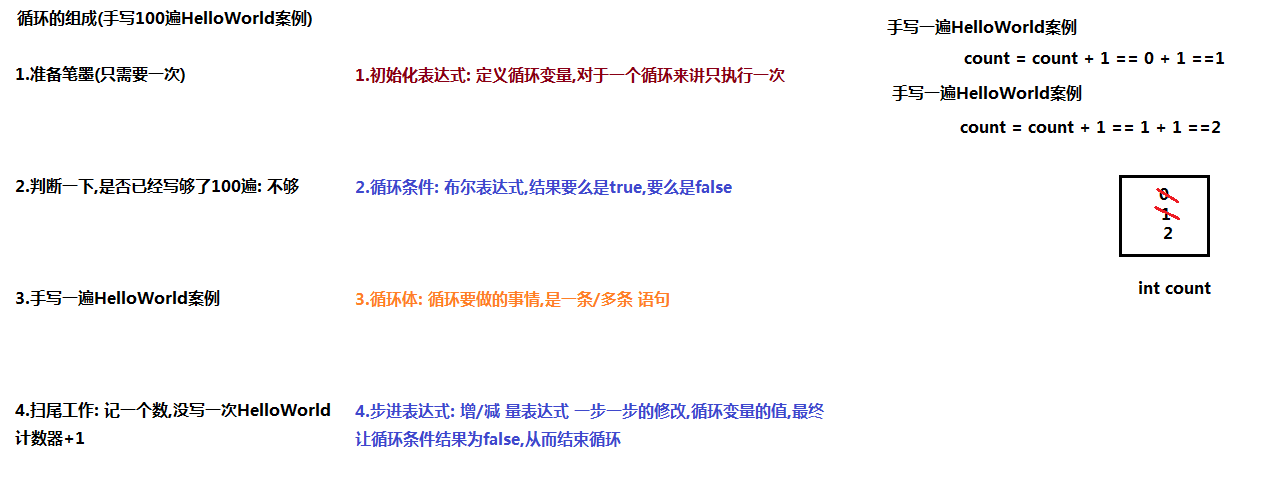 循环的组成(手写100遍HelloWorld案例)
1.准备笔墨(只需要一次)
1.初始化表达式: 定义循环变量,对于一个循环来讲只执行一次
2.判断一下,是否已经写够了100遍: 不够
2.循环条件: 布尔表达式,结果要么是true,要么是false
3.手写一遍HelloWorld案例
3.循环体: 循环要做的事情,是一条/多条 语句
4.扫尾工作: 记一个数,没写一次HelloWorld
计数器+1
4.步进表达式: 增/减 量表达式 一步一步的修改,循环变量的值,最终
让循环条件结果为false,从而结束循环
手写一遍HelloWorld案例
count = count + 1 == 0 + 1 ==1
手写一遍HelloWorld案例
count = count + 1 == 1 + 1 ==2
0
1
2
int count